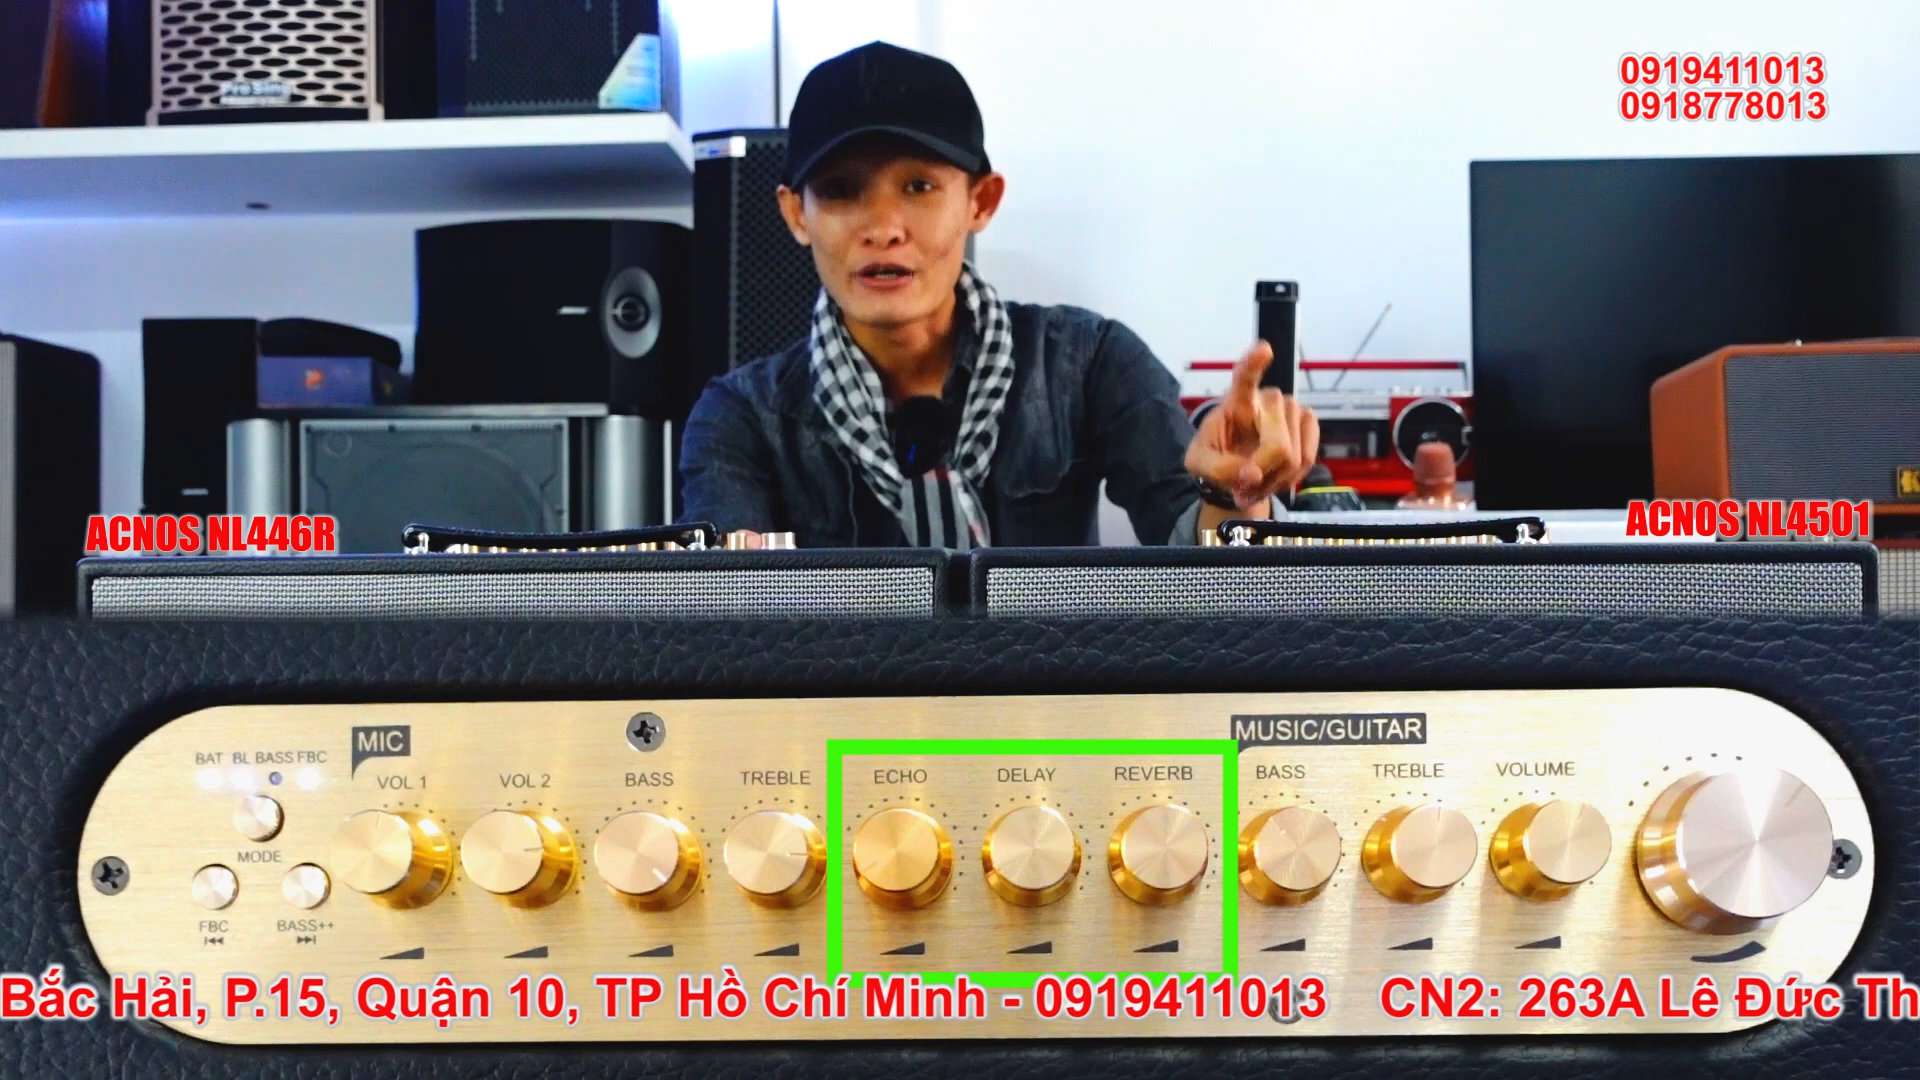 ProSing
0919411013
0918778013
ACNOS NL446R
ACNOS NL4501
MIC
MUSIC/GUITAR
BAT BL BASS FBC
VOL 1
VOL 2
BASS
TREBLE
ECHO
DELAY
REVERB
BASS
TREBLE
VOLUME
MODE
FBC
BASS++
Bắc Hải, P.15, Quận 10, TP Hồ Chí Minh - 0919411013 CN2: 263A Lê Đức Th